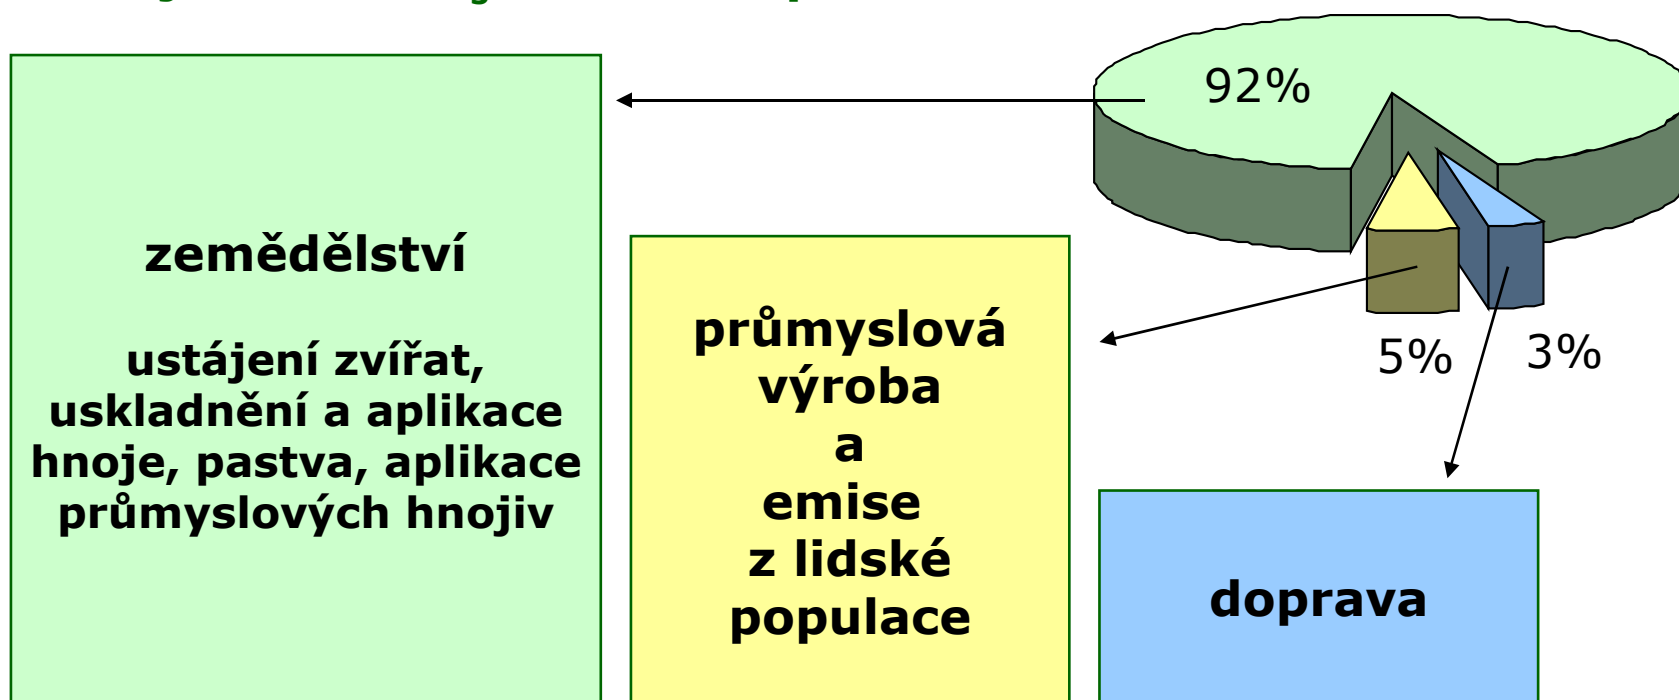 92%
zemědělství
ustájení zvířat,
uskladnění a aplikace
hnoje, pastva, aplikace
průmyslových hnojiv
průmyslová
výroba
a
emise
z lidské
populace
5%
3%
doprava